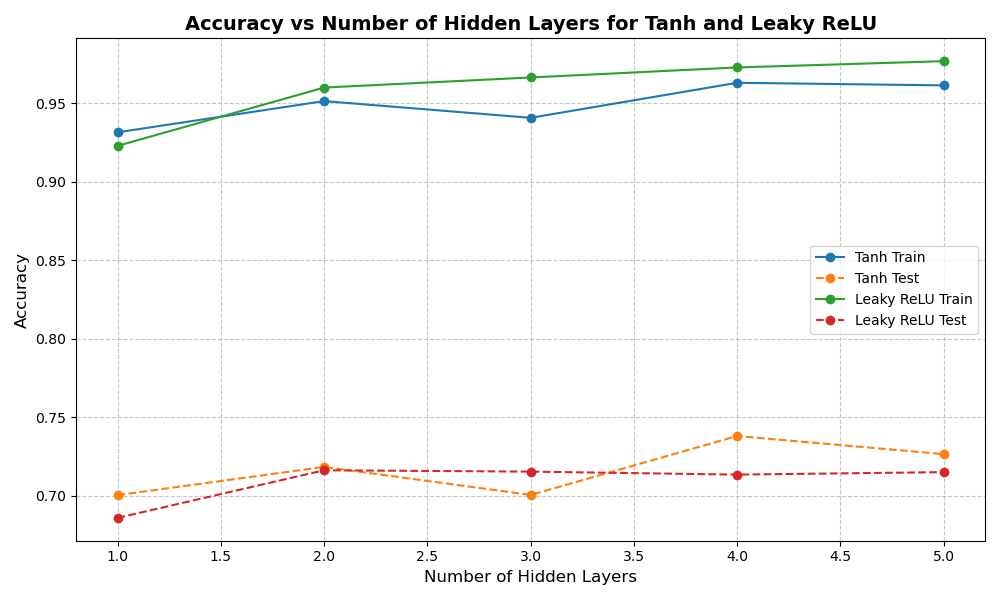 Accuracy vs Number of Hidden Layers for Tanh and Leaky ReLU
Accuracy
0.95
0.90
0.85
0.80
0.75
0.70
Tanh Train
Tanh Test
Leaky ReLU Train
Leaky ReLU Test
1.0 1.5 2.0 2.5 3.0 3.5 4.0 4.5 5.0
Number of Hidden Layers